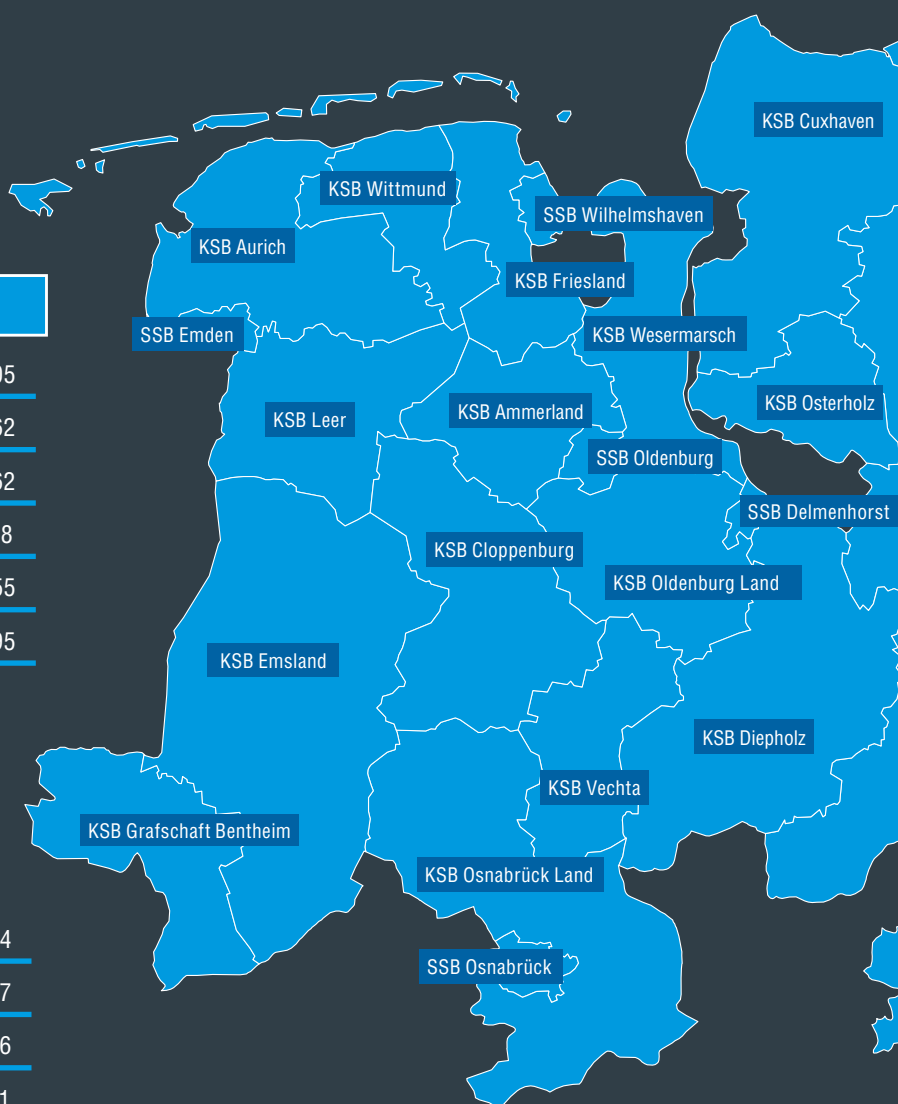 KSB Cuxhaven
KSB Wittmund
SSB Wilhelmshaven
KSB Aurich
KSB Friesland
SSB Emden
KSB Wesermarsch
KSB Osterholz
KSB Ammerland
KSB Leer
SSB Oldenburg
SSB Delmenhorst
KSB Cloppenburg
KSB Oldenburg Land
KSB Emsland
KSB Diepholz
KSB Vechta
KSB Grafschaft Bentheim
KSB Osnabrück Land
SSB Osnabrück